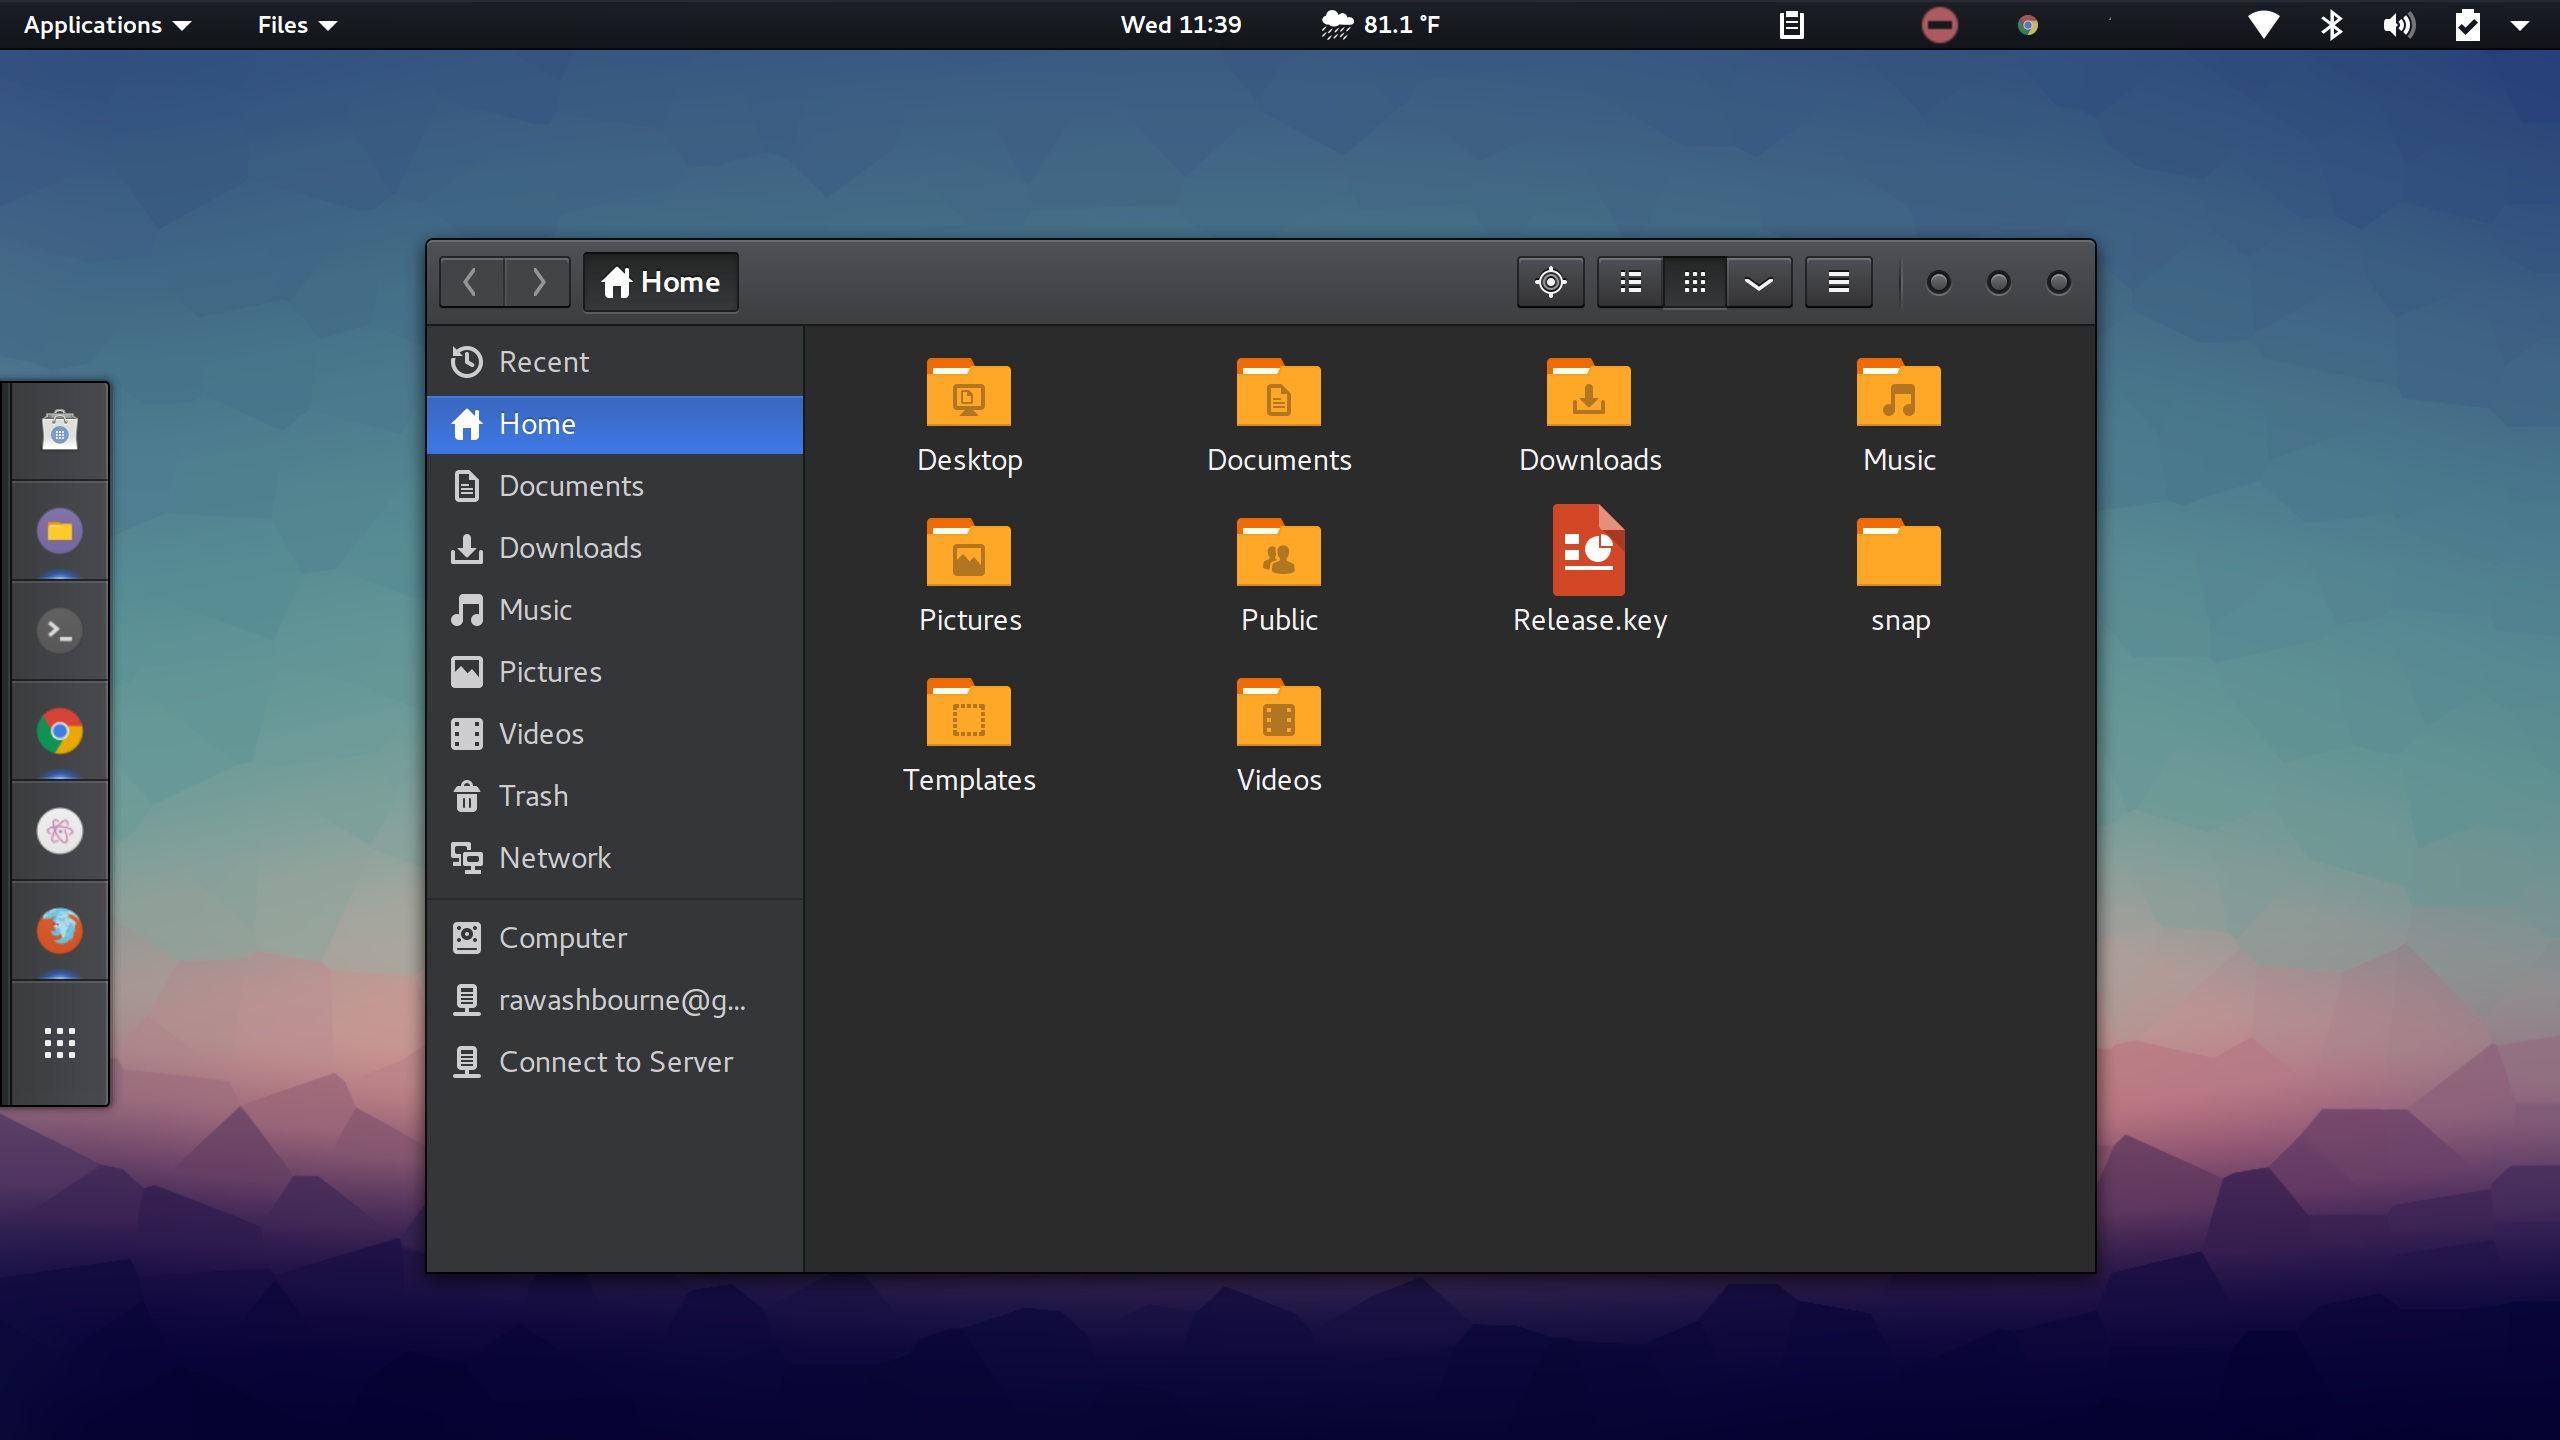 Applications
Files
Wed 11:39
81.1 °F
Home
Recent
Home
Documents
Downloads
Music
Pictures
Videos
Trash
Network
Computer
rawashbourne@g...
Connect to Server
Desktop
Documents
Downloads
Music
Pictures
Public
Release.key
snap
Templates
Videos